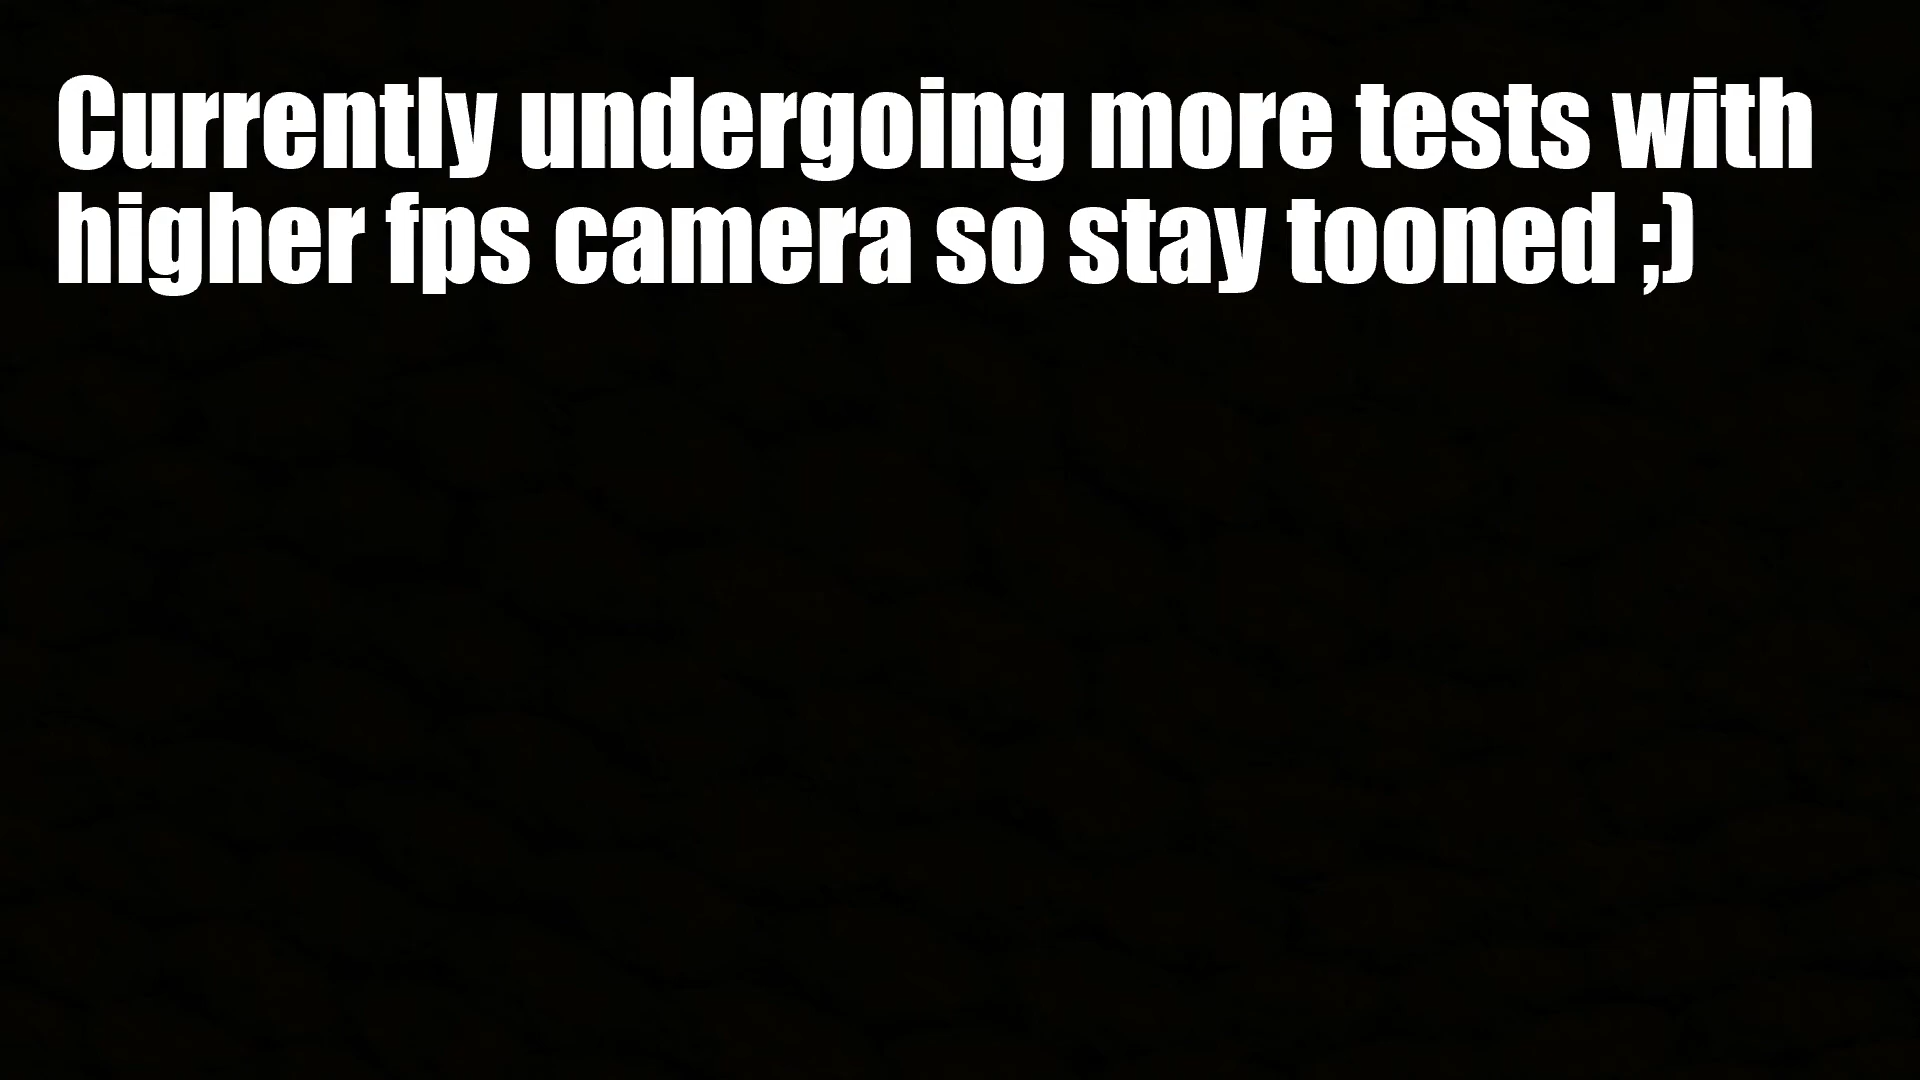 Currently undergoing more tests with
higher fps camera so stay tooned ;)